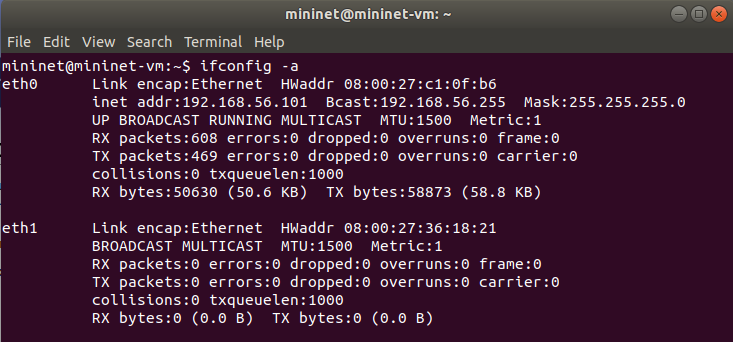 mininet@mininet-vm: ~
File Edit View Search Terminal Help
mininet@mininet-vm:~$ ifconfig -a
eth0      Link encap:Ethernet  HWaddr 08:00:27:c1:0f:b6
          inet addr:192.168.56.101  Bcast:192.168.56.255  Mask:255.255.255.0
          UP BROADCAST RUNNING MULTICAST  MTU:1500  Metric:1
          RX packets:608 errors:0 dropped:0 overruns:0 frame:0
          TX packets:469 errors:0 dropped:0 overruns:0 carrier:0
          collisions:0 txqueuelen:1000
          RX bytes:50630 (50.6 KB)  TX bytes:58873 (58.8 KB)
eth1      Link encap:Ethernet  HWaddr 08:00:27:36:18:21
          BROADCAST MULTICAST  MTU:1500  Metric:1
          RX packets:0 errors:0 dropped:0 overruns:0 frame:0
          TX packets:0 errors:0 dropped:0 overruns:0 carrier:0
          collisions:0 txqueuelen:1000
          RX bytes:0 (0.0 B)  TX bytes:0 (0.0 B)